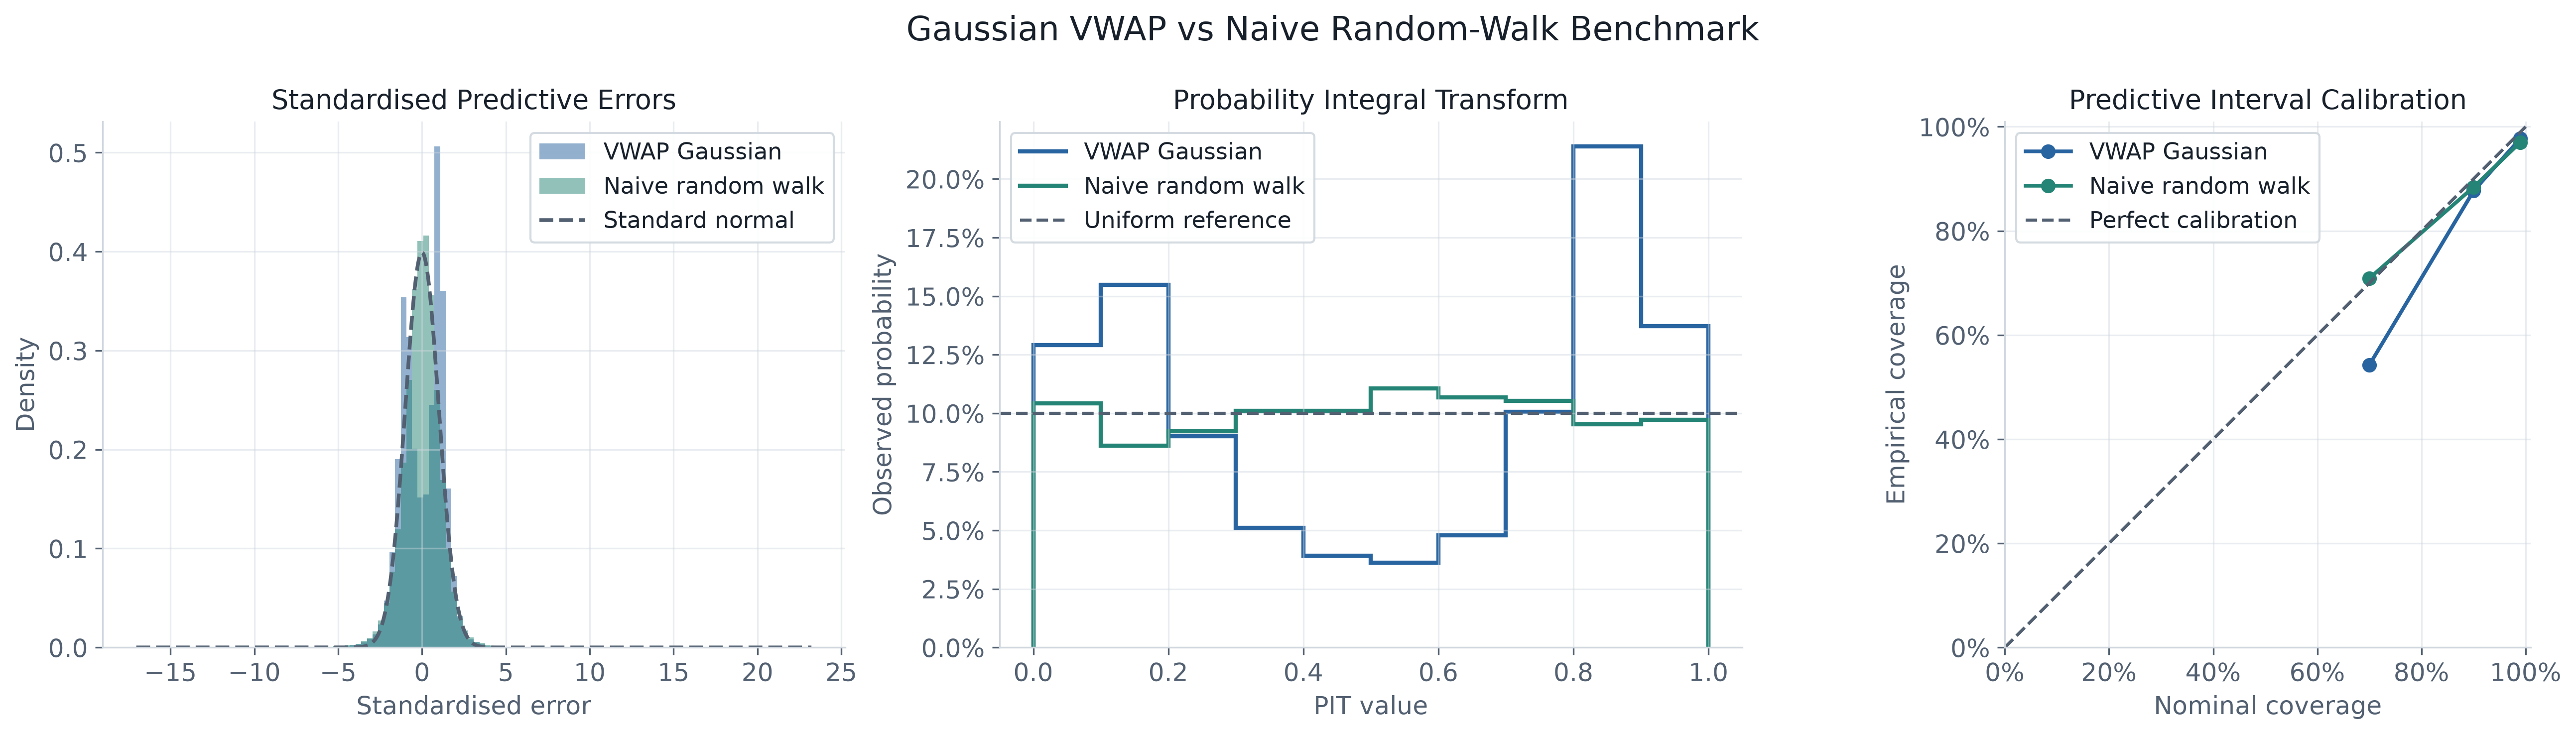 Gaussian VWAP vs Naive Random-Walk Benchmark
Standardised Predictive Errors
VWAP Gaussian
Naive random walk
Standard normal
Density
0.5
0.4
0.3
0.2
0.1
0.0
−15 −10 −5 0 5 10 15 20 25
Standardised error
Probability Integral Transform
VWAP Gaussian
Naive random walk
Uniform reference
Observed probability
20.0%
17.5%
15.0%
12.5%
10.0%
7.5%
5.0%
2.5%
0.0%
0.0 0.2 0.4 0.6 0.8 1.0
PIT value
Predictive Interval Calibration
VWAP Gaussian
Naive random walk
Perfect calibration
Empirical coverage
100%
80%
60%
40%
20%
0%
0% 20% 40% 60% 80% 100%
Nominal coverage